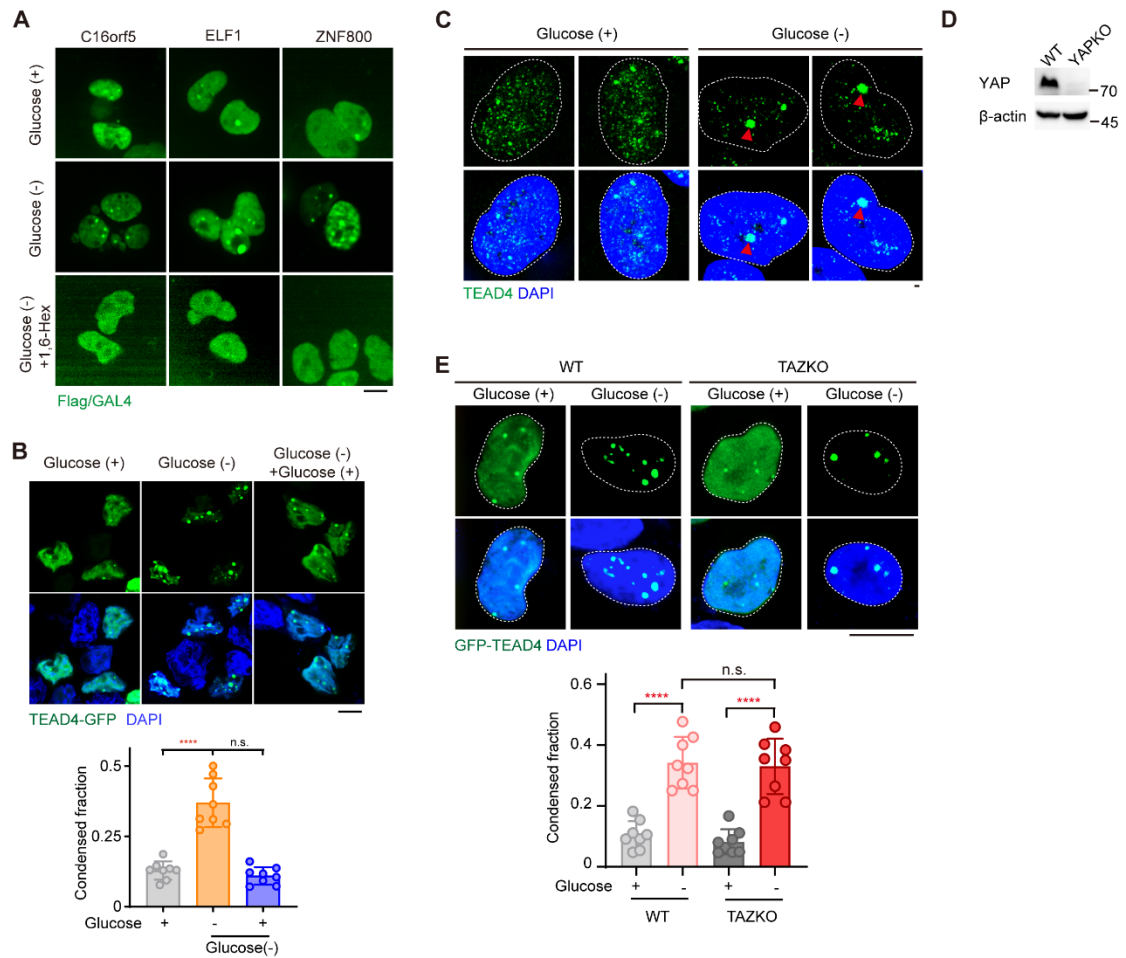 A
C16orf5 ELF1 ZNF800
Glucose (+)
Glucose (-)
Glucose (-)
+1,6-Hex
Flag/GAL4
B
Glucose (+) Glucose (-) Glucose (-)
+Glucose (+)
TEAD4-GFP DAPI
**** n.s.
Condensed fraction
0.5
0.25
0
Glucose + - +
Glucose(-)
C
Glucose (+) Glucose (-)
TEAD4 DAPI
D
WT YAPKO
YAP
70
β-actin
45
E
WT TAZKO
Glucose (+) Glucose (-) Glucose (+) Glucose (-)
GFP-TEAD4 DAPI
n.s.
**** ****
Condensed fraction
0.6
0.4
0.2
0
Glucose + - + -
WT TAZKO